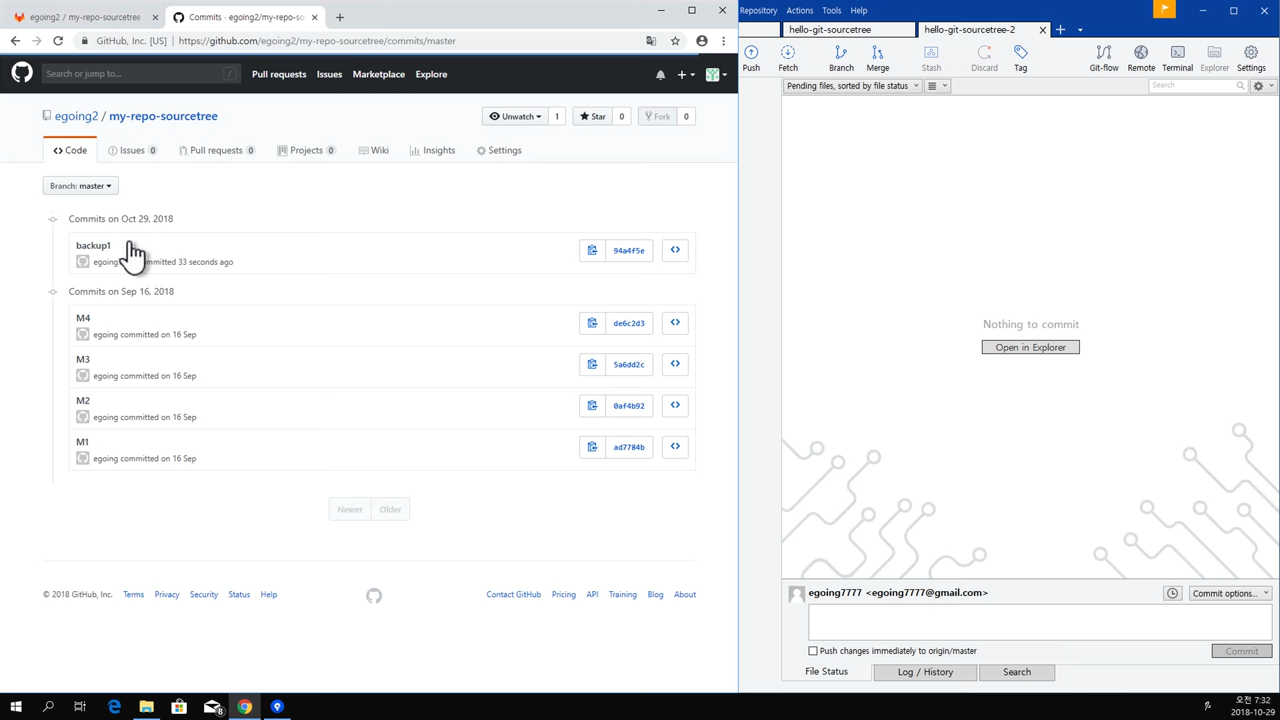 egoing2 / my-repo-sourcetree
Commits · egoing2/my-repo-so
GitHub, Inc. [US]
https://github.com/egoing2/my-repo-sourcetree/commits/master
Search or jump to...
/
Pull requests
Issues
Marketplace
Explore
egoing2 / my-repo-sourcetree
Unwatch
1
Star
0
Fork
0
Code
Issues 0
Pull requests 0
Projects 0
Wiki
Insights
Settings
Branch: master
Commits on Oct 29, 2018
backup1
94a4f5e
egoing
mmitted 33 seconds ago
Commits on Sep 16, 2018
M4
de6c2d3
egoing committed on 16 Sep
M3
5a6dd2c
egoing committed on 16 Sep
M2
0af4b92
egoing committed on 16 Sep
M1
ad7784b
egoing committed on 16 Sep
Newer
Older
© 2018 GitHub, Inc.
Terms
Privacy
Security
Status
Help
Contact GitHub
Pricing
API
Training
Blog
About
Repository
Actions
Tools
Help
hello-git-sourcetree
hello-git-sourcetree-2
Push
Fetch
Branch
Merge
Stash
Discard
Tag
Git-flow
Remote
Terminal
Explorer
Settings
Pending files, sorted by file status
Search
Nothing to commit
Open in Explorer
egoing7777 <egoing7777@gmail.com>
Commit options...
Push changes immediately to origin/master
Commit
File Status
Log / History
Search
8
오전 7:32
2018-10-29